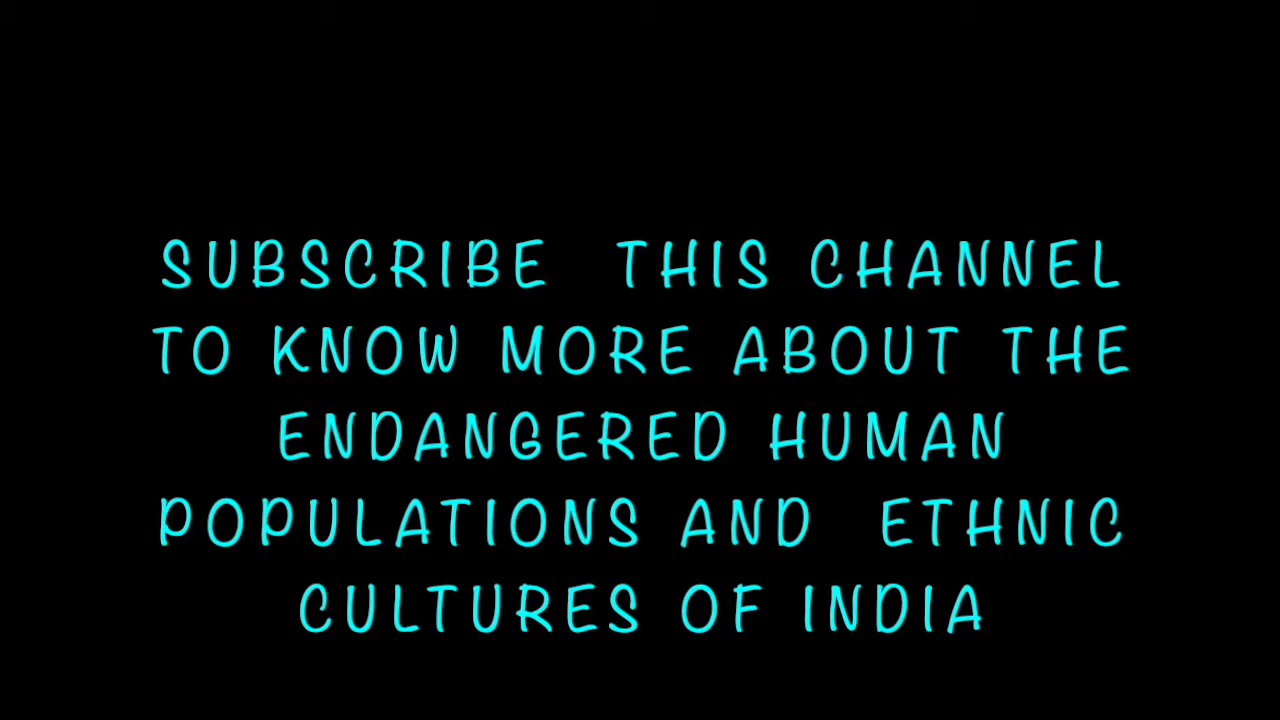 SUBSCRIBE THIS CHANNEL
TO KNOW MORE ABOUT THE
ENDANGERED HUMAN
POPULATIONS AND ETHNIC
CULTURES OF INDIA